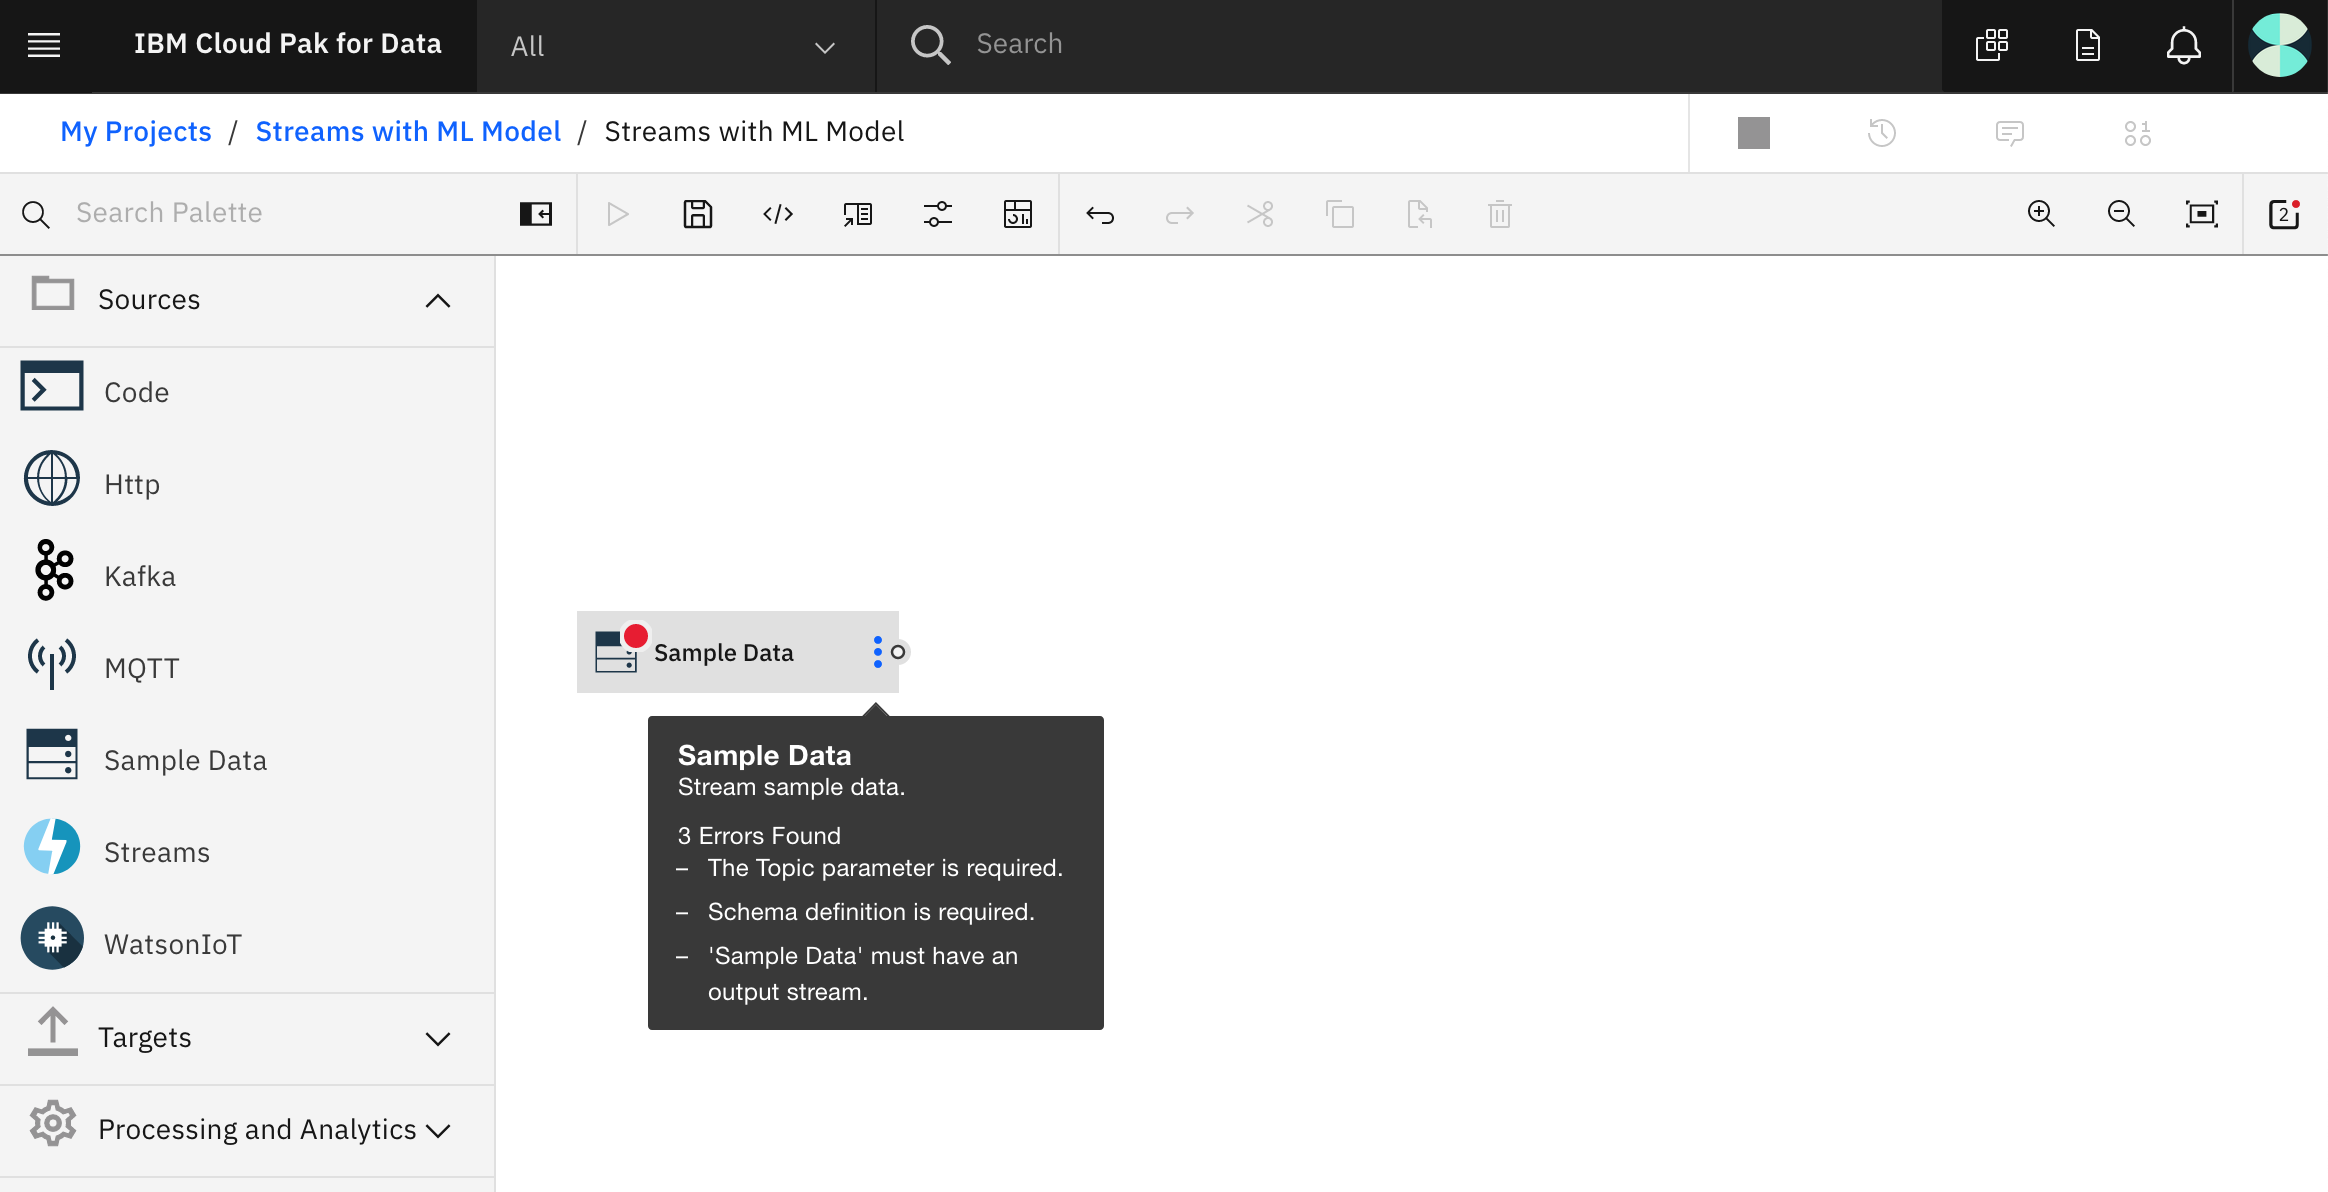 IBM Cloud Pak for Data
All
Search
My Projects / Streams with ML Model / Streams with ML Model
Search Palette
</>
2
Sources
Code
Http
Kafka
MQTT
Sample Data
Streams
WatsonIoT
Targets
Processing and Analytics
Sample Data
Sample Data
Stream sample data.
3 Errors Found
– The Topic parameter is required.
– Schema definition is required.
– 'Sample Data' must have an
output stream.